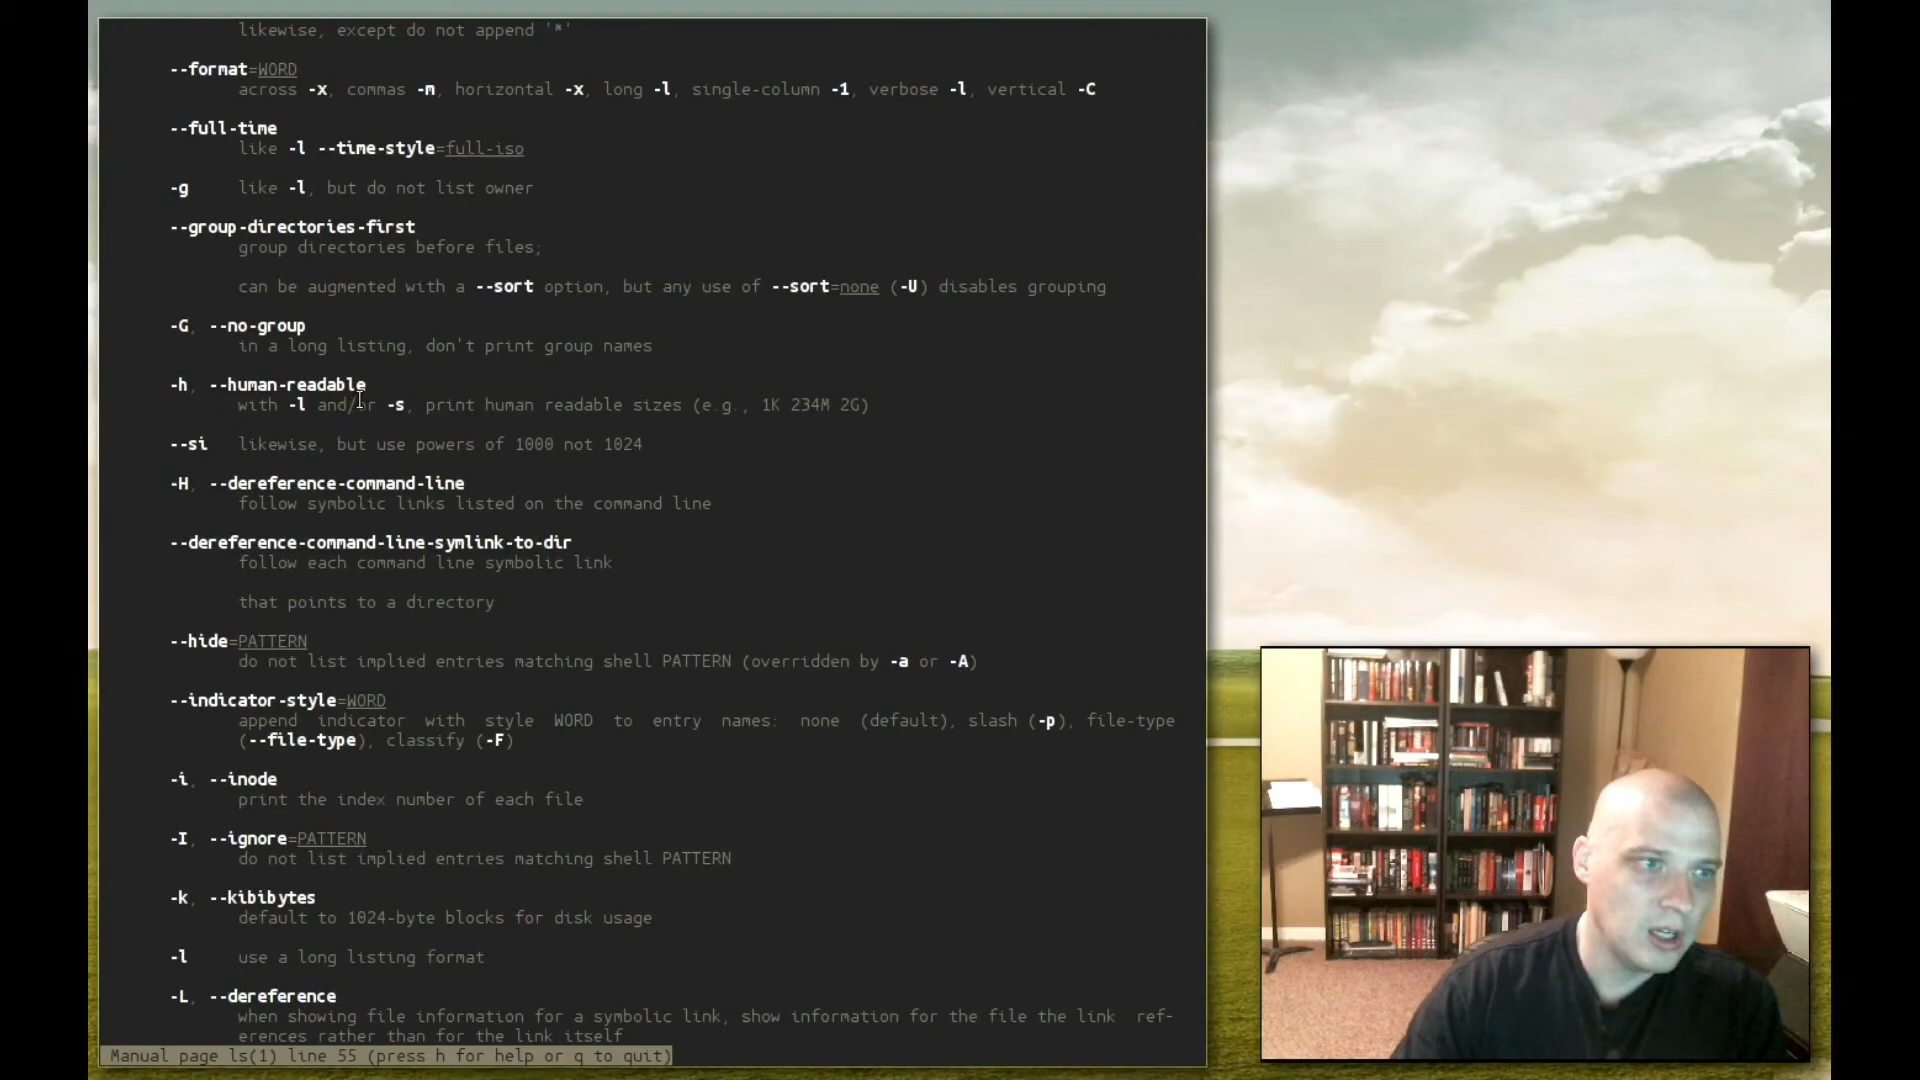 likewise, except do not append '*'
--format=WORD
across -x, commas -m, horizontal -x, long -l, single-column -1, verbose -l, vertical -C
--full-time
like -l --time-style=full-iso
-g like -l, but do not list owner
--group-directories-first
group directories before files;
can be augmented with a --sort option, but any use of --sort=none (-U) disables grouping
-G, --no-group
in a long listing, don't print group names
-h, --human-readable
with -l and/or -s, print human readable sizes (e.g., 1K 234M 2G)
--si likewise, but use powers of 1000 not 1024
-H, --dereference-command-line
follow symbolic links listed on the command line
--dereference-command-line-symlink-to-dir
follow each command line symbolic link
that points to a directory
--hide=PATTERN
do not list implied entries matching shell PATTERN (overridden by -a or -A)
--indicator-style=WORD
append indicator with style WORD to entry names: none (default), slash (-p), file-type
(--file-type), classify (-F)
-i, --inode
print the index number of each file
-I, --ignore=PATTERN
do not list implied entries matching shell PATTERN
-k, --kibibytes
default to 1024-byte blocks for disk usage
-l use a long listing format
-L, --dereference
when showing file information for a symbolic link, show information for the file the link ref-
erences rather than for the link itself
Manual page ls(1) line 55 (press h for help or q to quit)